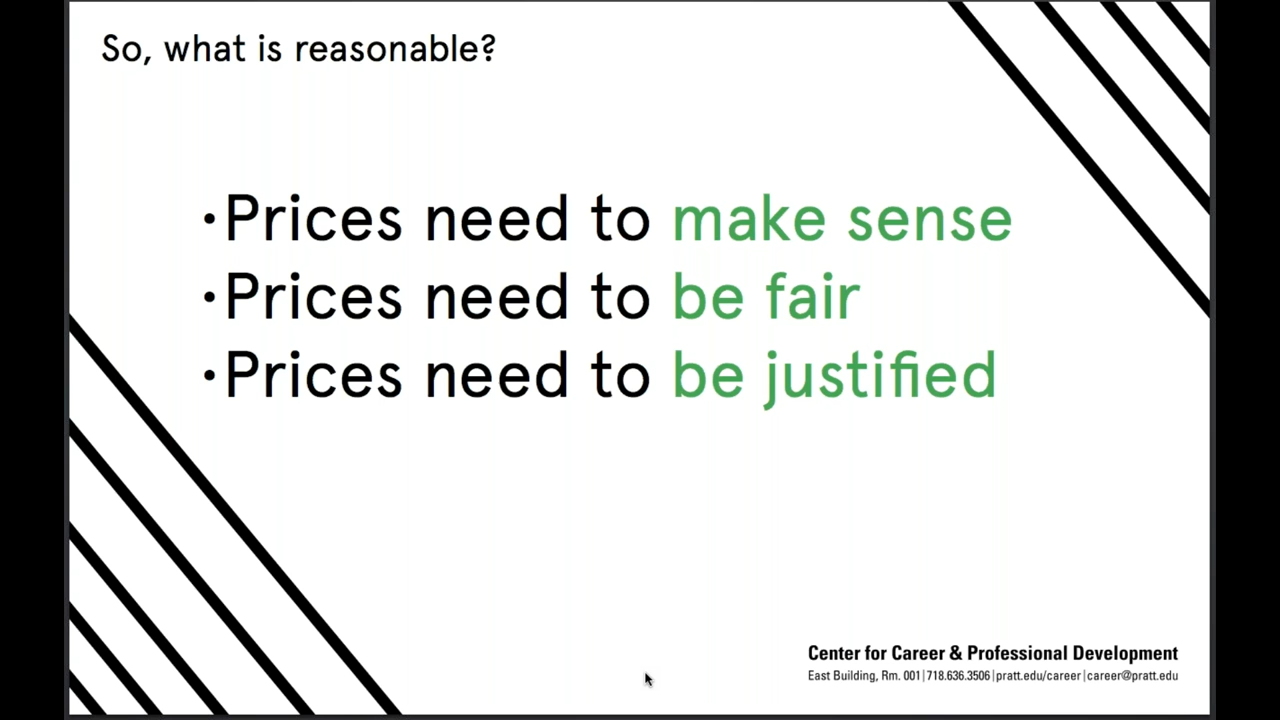 So, what is reasonable?
·Prices need to make sense
·Prices need to be fair
·Prices need to be justified
Center for Career & Professional Development
East Building, Rm. 001|718.636.3506|pratt.edu/career|career@pratt.edu